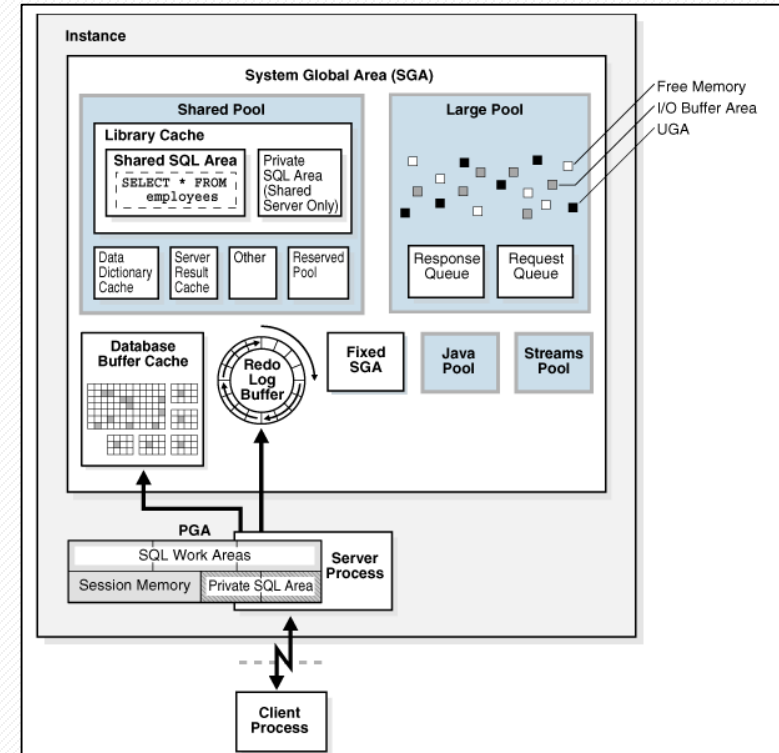 Instance
System Global Area (SGA)
Shared Pool
Library Cache
Shared SQL Area
SELECT * FROM
employees
Private
SQL Area
(Shared
Server Only)
Data
Dictionary
Cache
Server
Result
Cache
Other
Reserved
Pool
Large Pool
Response
Queue
Request
Queue
Free Memory
I/O Buffer Area
UGA
Database
Buffer Cache
Redo
Log
Buffer
Fixed
SGA
Java
Pool
Streams
Pool
PGA
SQL Work Areas
Session Memory
Private SQL Area
Server
Process
Client
Process